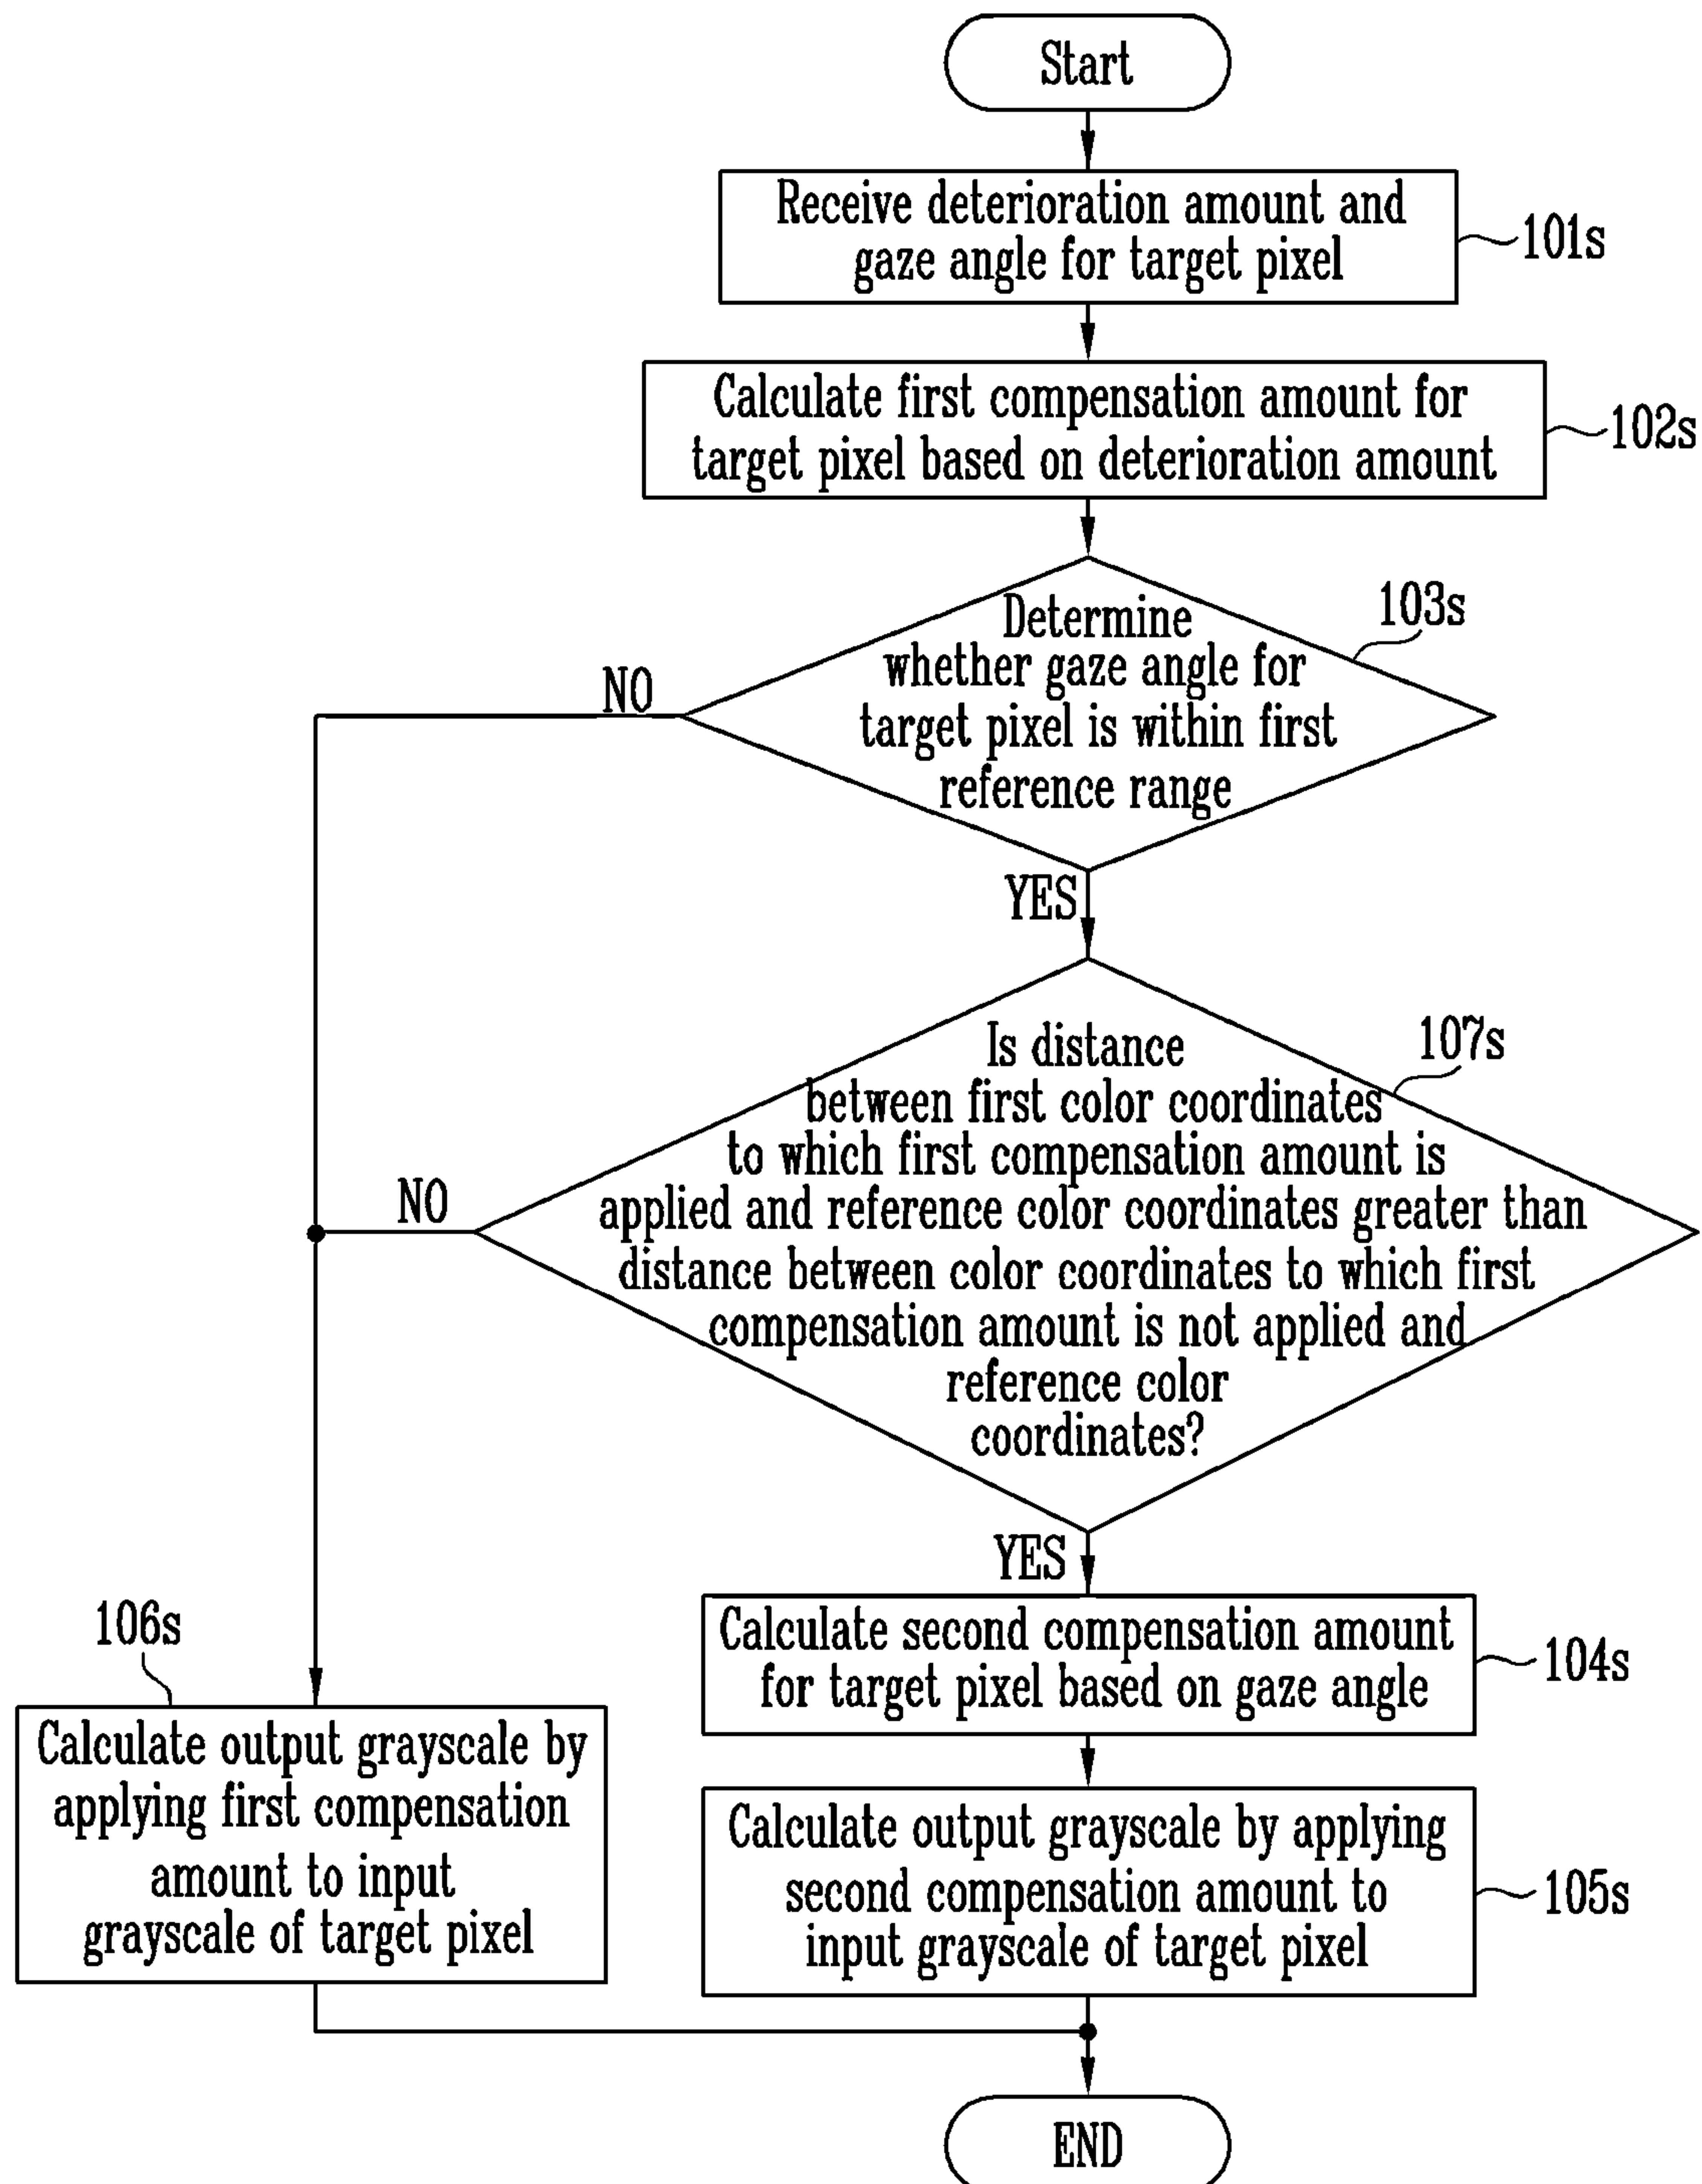 Start
Receive deterioration amount and
gaze angle for target pixel
101s
Calculate first compensation amount for
target pixel based on deterioration amount
102s
Determine
whether gaze angle for
target pixel is within first
reference range
103s
NO
YES
Is distance
between first color coordinates
to which first compensation amount is
applied and reference color coordinates greater than
distance between color coordinates to which first
compensation amount is not applied and
reference color
coordinates?
107s
NO
YES
Calculate second compensation amount
for target pixel based on gaze angle
104s
106s
Calculate output grayscale by
applying first compensation
amount to input
grayscale of target pixel
Calculate output grayscale by applying
second compensation amount to
input grayscale of target pixel
105s
END